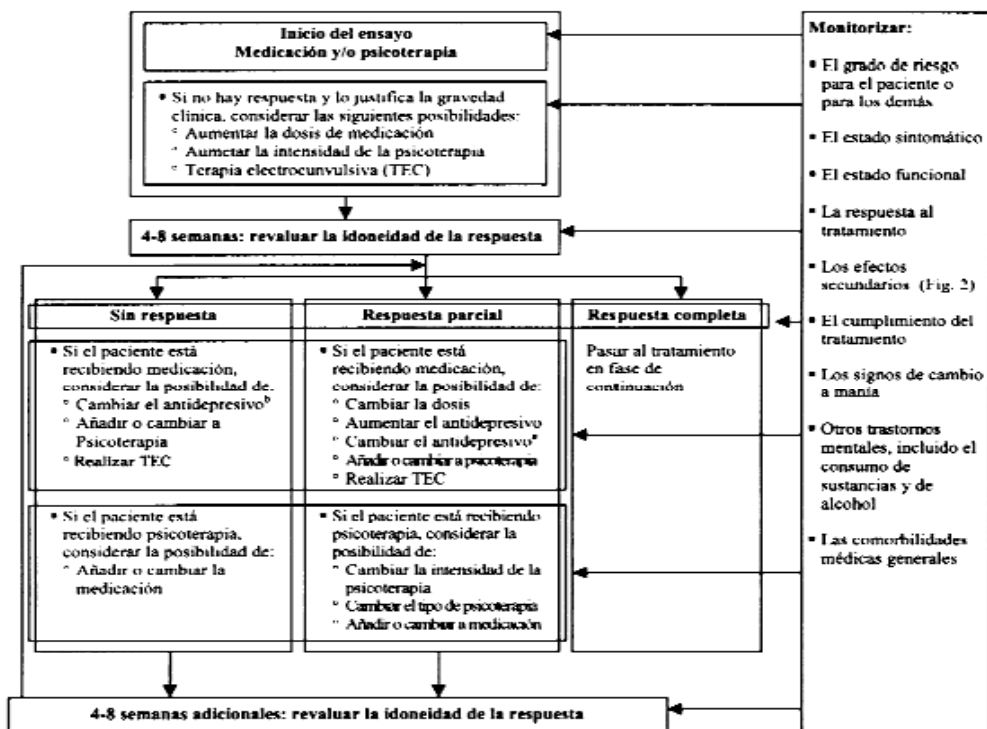 Inicio del ensayo
Medicación y/o psicoterapia
▪ Si no hay respuesta y lo justifica la gravedad
clínica, considerar las siguientes posibilidades:
° Aumentar la dosis de medicación
° Aumetar la intensidad de la psicoterapia
° Terapia electrocunvulsiva (TEC)
4-8 semanas: revaluar la idoneidad de la respuesta
Sin respuesta
▪ Si el paciente está
recibiendo medicación,
considerar la posibilidad de.
° Cambiar el antidepresivoᵇ
° Añadir o cambiar a
Psicoterapia
° Realizar TEC
▪ Si el paciente está
recibiendo psicoterapia,
considerar la posibilidad de:
° Añadir o cambiar la
medicación
Respuesta parcial
▪ Si el paciente está
recibiendo medicación,
considerar la posibilidad de:
° Cambiar la dosis
° Aumentar el antidepresivo
° Cambiar el antidepresivoᵃ
° Añadir o cambiar a psicoterapia
° Realizar TEC
▪ Si el paciente está recibiendo
psicoterapia, considerar la
posibilidad de:
° Cambiar la intensidad de la
psicoterapia
° Cambiar el tipo de psicoterapia
° Añadir o cambiar a medicación
Respuesta completa
Pasar al tratamiento
en fase de
continuación
4-8 semanas adicionales: revaluar la idoneidad de la respuesta
Monitorizar:
▪ El grado de riesgo
para el paciente o
para los demás
▪ El estado sintomático
▪ El estado funcional
▪ La respuesta al
tratamiento
▪ Los efectos
secundarios (Fig. 2)
▪ El cumplimiento del
tratamiento
▪ Los signos de cambio
a manía
▪ Otros trastornos
mentales, incluido el
consumo de
sustancias y de
alcohol
▪ Las comorbilidades
médicas generales